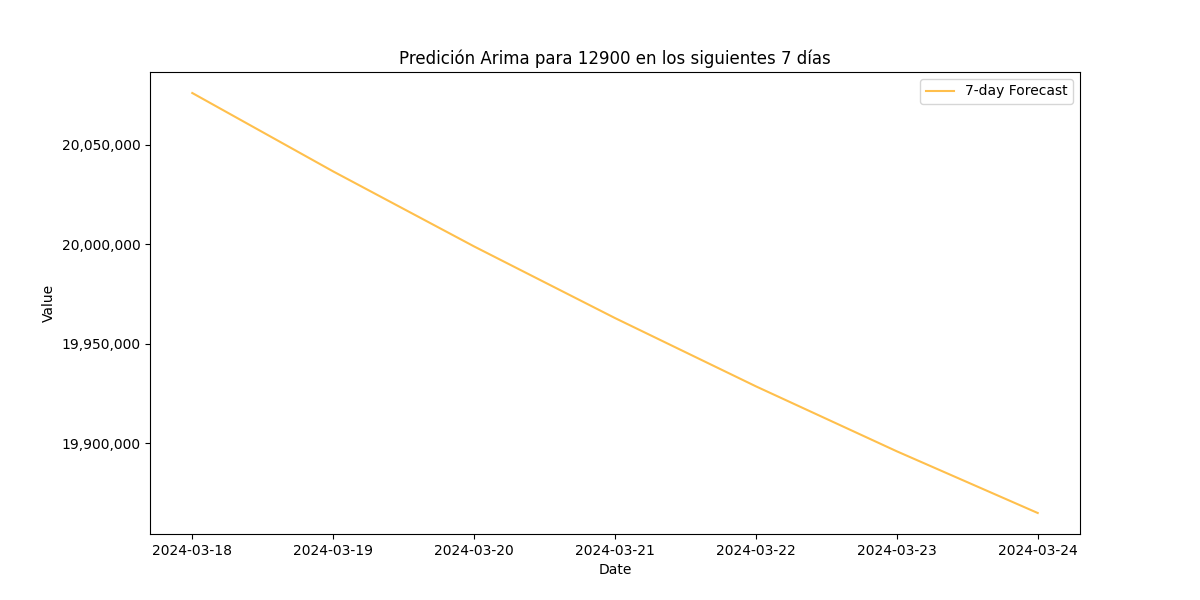 Predición Arima para 12900 en los siguientes 7 días
7-day Forecast
20,050,000
20,000,000
19,950,000
19,900,000
Value
2024-03-18 2024-03-19 2024-03-20 2024-03-21 2024-03-22 2024-03-23 2024-03-24
Date